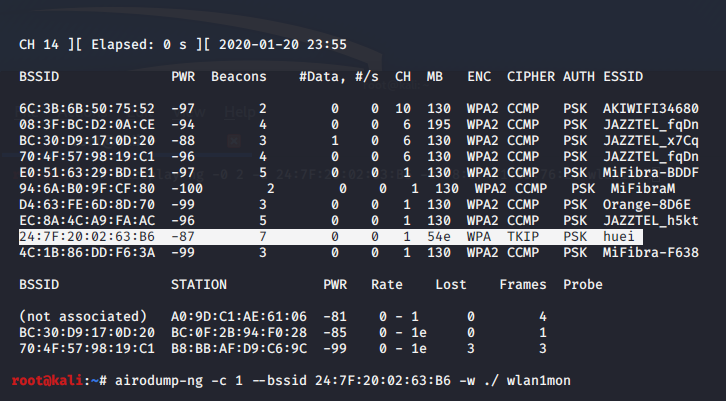 CH 14 ][ Elapsed: 0 s ][ 2020-01-20 23:55
BSSID PWR Beacons #Data, #/s CH MB ENC CIPHER AUTH ESSID
6C:3B:6B:50:75:52 -97 2 0 0 10 130 WPA2 CCMP PSK AKIWIFI34680
08:3F:BC:D2:0A:CE -94 4 0 0 6 195 WPA2 CCMP PSK JAZZTEL_fqDn
BC:30:D9:17:0D:20 -88 3 1 0 6 130 WPA2 CCMP PSK JAZZTEL_x7Cq
70:4F:57:98:19:C1 -96 4 0 0 6 130 WPA2 CCMP PSK JAZZTEL_fqDn
E0:51:63:29:BD:E1 -97 5 0 0 1 130 WPA2 CCMP PSK MiFibra-BDDF
94:6A:B0:9F:CF:80 -100 2 0 0 1 130 WPA2 CCMP PSK MiFibraM
D4:63:FE:6D:8D:70 -99 3 0 0 1 130 WPA2 CCMP PSK Orange-8D6E
EC:8A:4C:A9:FA:AC -96 5 0 0 1 130 WPA2 CCMP PSK JAZZTEL_h5kt
24:7F:20:02:63:B6 -87 7 0 0 1 54e WPA TKIP PSK huei
4C:1B:86:DD:F6:3A -99 3 0 0 1 130 WPA2 CCMP PSK MiFibra-F638
BSSID STATION PWR Rate Lost Frames Probe
(not associated) A0:9D:C1:AE:61:06 -81 0 - 1 0 4
BC:30:D9:17:0D:20 BC:0F:2B:94:F0:28 -85 0 - 1e 0 1
70:4F:57:98:19:C1 B8:BB:AF:D9:C6:9C -99 0 - 1e 3 3
root@kali:~# airodump-ng -c 1 --bssid 24:7F:20:02:63:B6 -w ./ wlan1mon